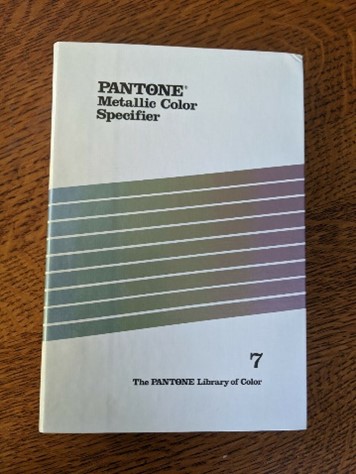 PANTONE®
Metallic Color
Specifier
7
The PANTONE Library of Color